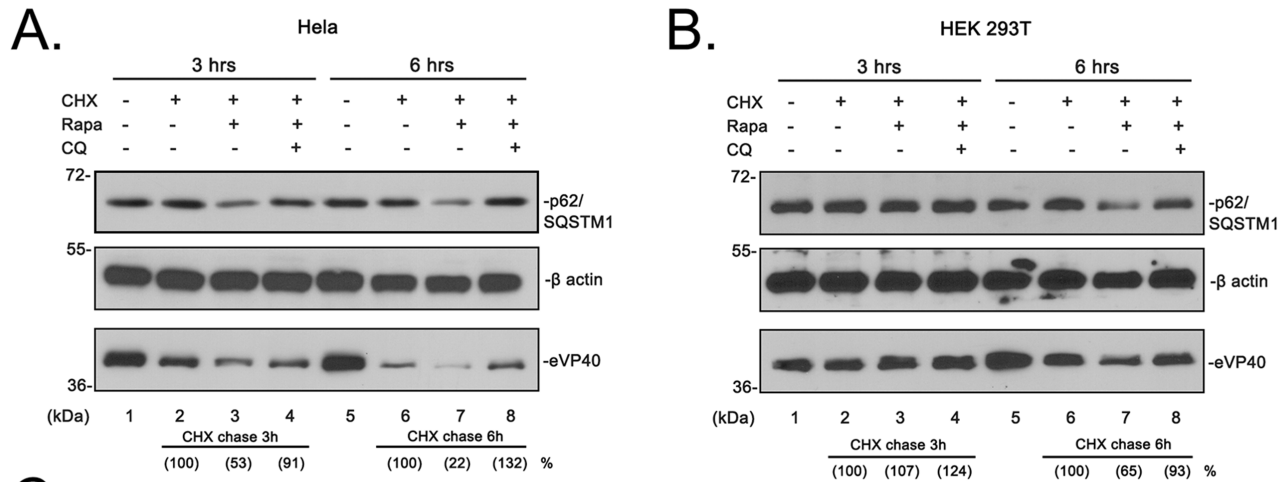 A.
Hela
3 hrs 6 hrs
CHX - + + + - + + +
Rapa - - + + - - + +
CQ - - - + - - - +
72-
-p62/
SQSTM1
55-
-β actin
-eVP40
36-
(kDa) 1 2 3 4 5 6 7 8
CHX chase 3h CHX chase 6h
(100) (53) (91) (100) (22) (132) %
B.
HEK 293T
3 hrs 6 hrs
CHX - + + + - + + +
Rapa - - + + - - + +
CQ - - - + - - - +
72-
-p62/
SQSTM1
55-
-β actin
-eVP40
36-
(kDa) 1 2 3 4 5 6 7 8
CHX chase 3h CHX chase 6h
(100) (107) (124) (100) (65) (93) %